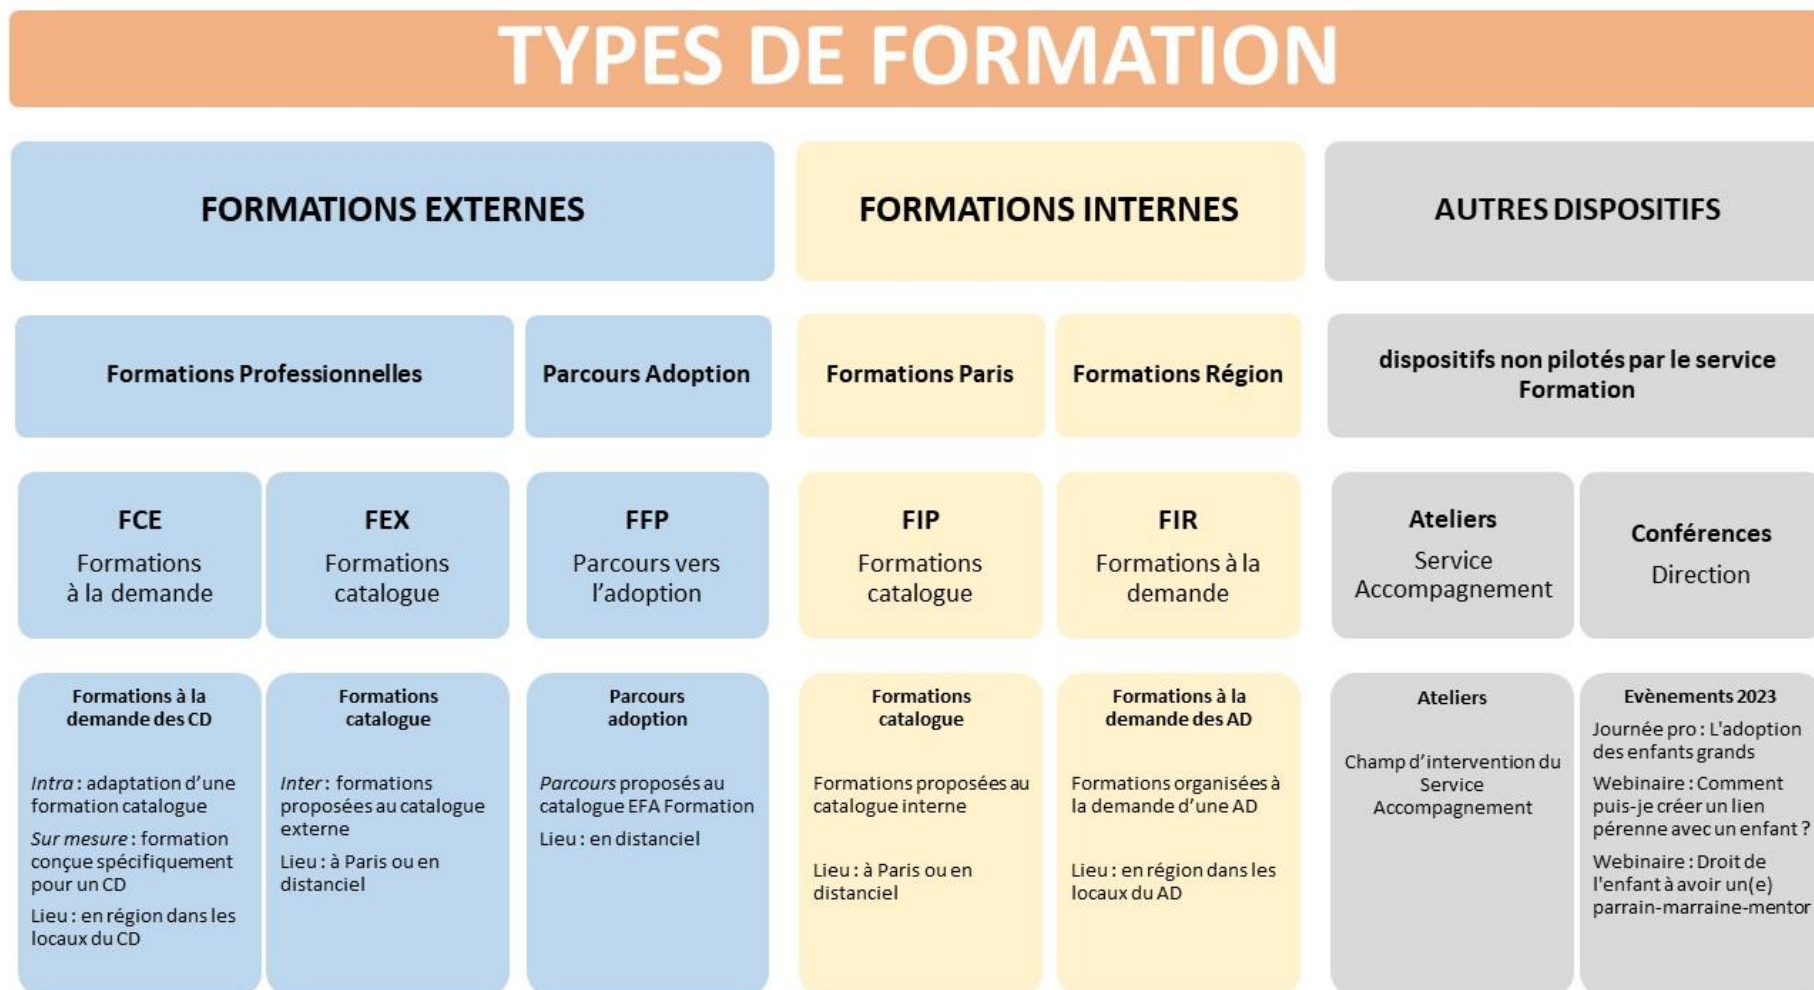 TYPES DE FORMATION
FORMATIONS EXTERNES
FORMATIONS INTERNES
AUTRES DISPOSITIFS
Formations Professionnelles
Parcours Adoption
Formations Paris
Formations Région
dispositifs non pilotés par le service
Formation
FCE
Formations
à la demande
FEX
Formations
catalogue
FFP
Parcours vers
l'adoption
FIP
Formations
catalogue
FIR
Formations à la
demande
Ateliers
Service
Accompagnement
Conférences
Direction
Formations à la
demande des CD
Intra : adaptation d'une
formation catalogue
Sur mesure : formation
conçue spécifiquement
pour un CD
Lieu : en région dans les
locaux du CD
Formations
catalogue
Inter : formations
proposées au catalogue
externe
Lieu : à Paris ou en
distanciel
Parcours
adoption
Parcours proposés au
catalogue EFA Formation
Lieu : en distanciel
Formations
catalogue
Formations proposées au
catalogue interne
Lieu : à Paris ou en
distanciel
Formations à la
demande des AD
Formations organisées à
la demande d'une AD
Lieu : en région dans les
locaux du AD
Ateliers
Champ d'intervention du
Service
Accompagnement
Evènements 2023
Journée pro : L'adoption
des enfants grands
Webinaire : Comment
puis-je créer un lien
pérenne avec un enfant ?
Webinaire : Droit de
l'enfant à avoir un(e)
parrain-marraine-mentor